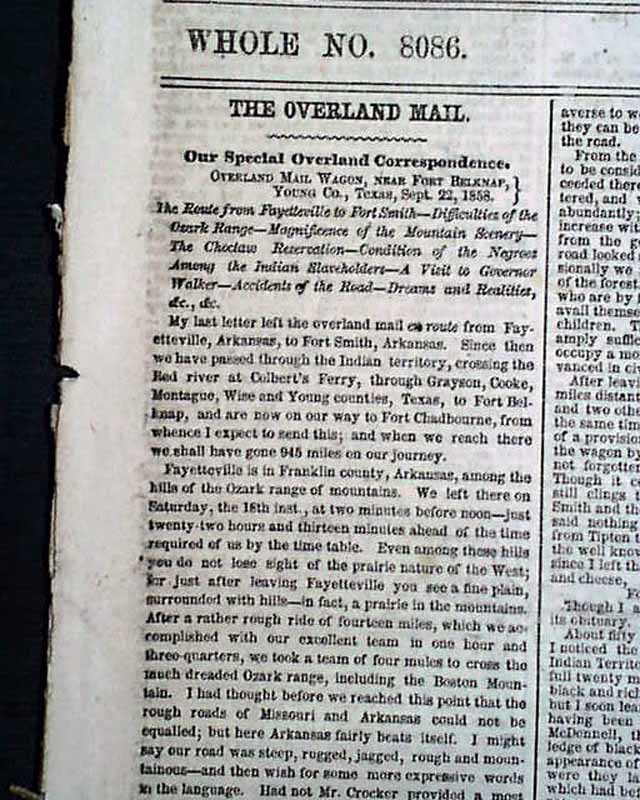 WHOLE NO. 8086.
THE OVERLAND MAIL.
Our Special Overland Correspondence.
OVERLAND MAIL WAGON, NEAR FORT BELKNAP,
YOUNG CO., TEXAS, Sept. 22, 1858.
The Route from Fayetteville to Fort Smith—Difficulties of the
Ozark Range—Magnificence of the Mountain Scenery—
The Choctaw Reservation—Condition of the Negroes
Among the Indian Slaveholders—A Visit to Governor
Walker—Accidents of the Road—Dreams and Realities,
&c., &c.
My last letter left the overland mail en route from Fay-
etteville, Arkansas, to Fort Smith, Arkansas. Since then
we have passed through the Indian territory, crossing the
Red river at Colbert's Ferry, through Grayson, Cooke,
Montague, Wise and Young counties, Texas, to Fort Bel-
knap, and are now on our way to Fort Chadbourne, from
whence I expect to send this; and when we reach there
we shall have gone 945 miles on our journey.
Fayetteville is in Franklin county, Arkansas, among the
hills of the Ozark range of mountains. We left there on
Saturday, the 18th inst., at two minutes before noon—just
twenty-two hours and thirteen minutes ahead of the time
required of us by the time table. Even among these hills
you do not lose sight of the prairie nature of the West;
for just after leaving Fayetteville you see a fine plain,
surrounded with hills—in fact, a prairie in the mountains.
After a rather rough ride of fourteen miles, which we ac-
complished with our excellent team in one hour and
three-quarters, we took a team of four mules to cross the
much dreaded Ozark range, including the Boston Moun-
tain. I had thought before we reached this point that the
rough roads of Missouri and Arkansas could not be
equalled; but here Arkansas fairly beats itself. I might
say our road was steep, rugged, jagged, rough and moun-
tainous—and then wish for some more expressive words
in the language. Had not Mr. Crocker provided a most
averse to w
they can be
the road.
From the
to be consid
ceeded there
tered, and
abundantly
increase with
from the g
road looked
sionally we
of the forest.
who are by
avail themse
children. T
amply suffic
occupy a mo
vanced in civ
After leavi
miles distant
and two othe
the same tim
of a provision
the wagon by
not forgotten
Though it c
still clings
Smith and th
said nothing
from Tipton t
the well know
since I left th
and cheese,
Fo
Though I a
its obituary.
About fifty
I noticed the
Indian Territo
full twenty m
black and rich
but I soon lear
having been
McDonnell, th
ledge of black
appearance of
were they la
which had be